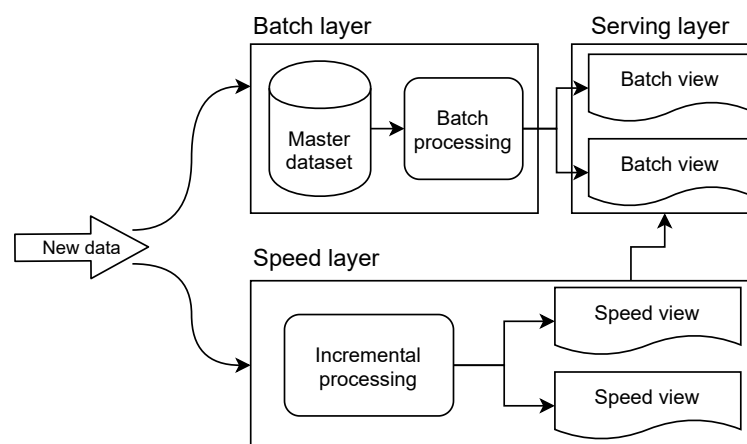 Batch layer
Serving layer
Master
dataset
Batch
processing
Batch view
Batch view
New data
Speed layer
Incremental
processing
Speed view
Speed view